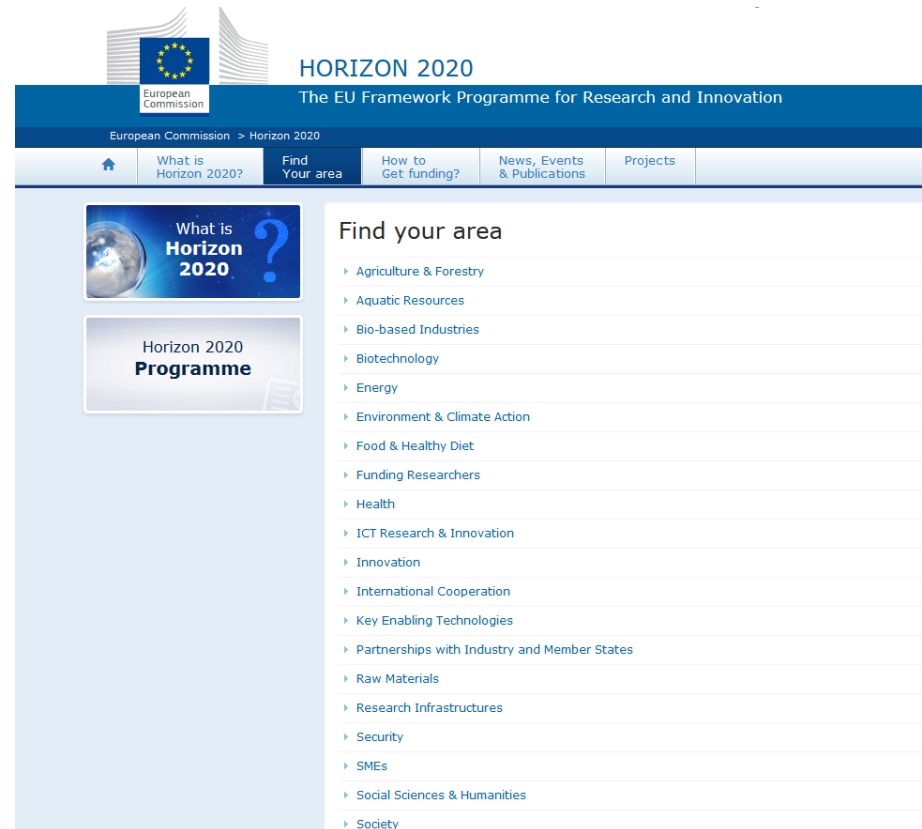 HORIZON 2020
European
Commission
The EU Framework Programme for Research and Innovation
European Commission > Horizon 2020
What is
Horizon 2020?
Find
Your area
How to
Get funding?
News, Events
& Publications
Projects
What is
Horizon
2020
?
Horizon 2020
Programme
Find your area
Agriculture & Forestry
Aquatic Resources
Bio-based Industries
Biotechnology
Energy
Environment & Climate Action
Food & Healthy Diet
Funding Researchers
Health
ICT Research & Innovation
Innovation
International Cooperation
Key Enabling Technologies
Partnerships with Industry and Member States
Raw Materials
Research Infrastructures
Security
SMEs
Social Sciences & Humanities
Society